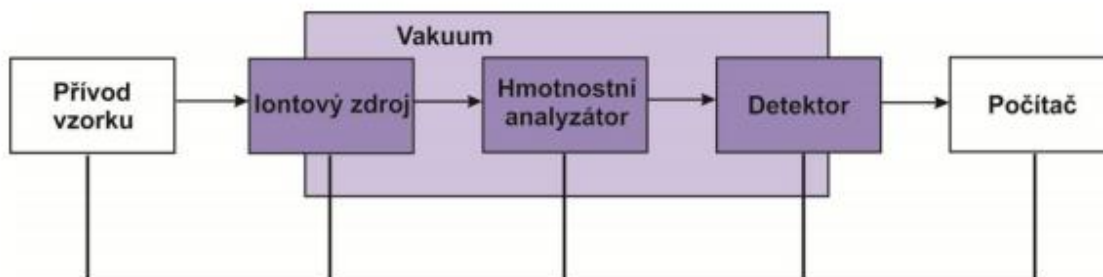 Vakuum
Přívod
vzorku
Iontový zdroj
Hmotnostní
analyzátor
Detektor
Počítač